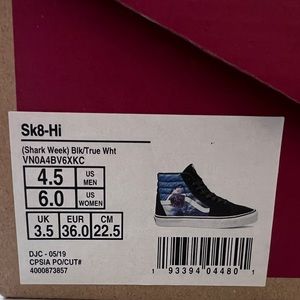 Sk8-Hi
(Shark Week) Blk/True Wht
VN0A4BV6XKC
4.5 US MEN
6.0 US WOMEN
UK EUR CM
3.5 36.0 22.5
DJC - 05/19
CPSIA PO/CUT#
4000873857
1 93394 04480 1